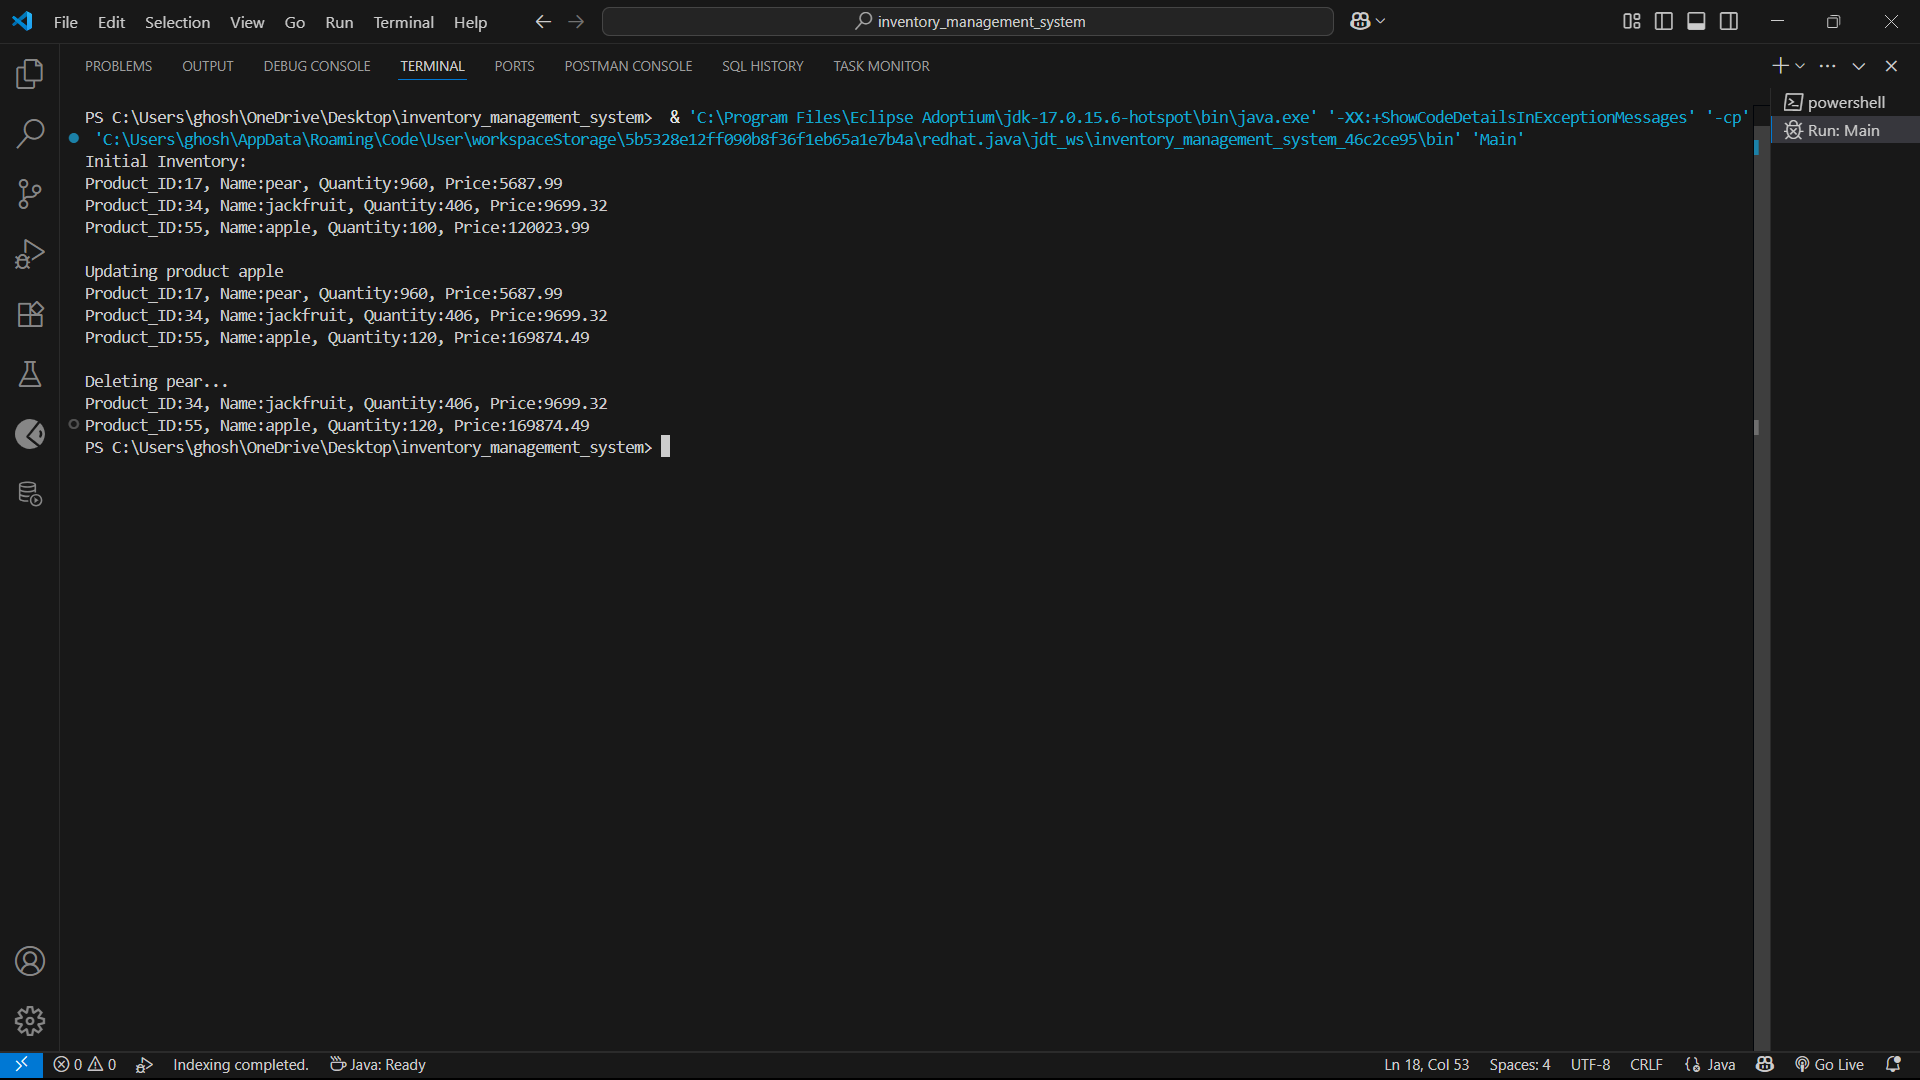 File Edit Selection View Go Run Terminal Help
inventory_management_system
PROBLEMS OUTPUT DEBUG CONSOLE TERMINAL PORTS POSTMAN CONSOLE SQL HISTORY TASK MONITOR
PS C:\Users\ghosh\OneDrive\Desktop\inventory_management_system>  & 'C:\Program Files\Eclipse Adoptium\jdk-17.0.15.6-hotspot\bin\java.exe' '-XX:+ShowCodeDetailsInExceptionMessages' '-cp'
'C:\Users\ghosh\AppData\Roaming\Code\User\workspaceStorage\5b5328e12ff090b8f36f1eb65a1e7b4a\redhat.java\jdt_ws\inventory_management_system_46c2ce95\bin' 'Main'
Initial Inventory:
Product_ID:17, Name:pear, Quantity:960, Price:5687.99
Product_ID:34, Name:jackfruit, Quantity:406, Price:9699.32
Product_ID:55, Name:apple, Quantity:100, Price:120023.99
Updating product apple
Product_ID:17, Name:pear, Quantity:960, Price:5687.99
Product_ID:34, Name:jackfruit, Quantity:406, Price:9699.32
Product_ID:55, Name:apple, Quantity:120, Price:169874.49
Deleting pear...
Product_ID:34, Name:jackfruit, Quantity:406, Price:9699.32
Product_ID:55, Name:apple, Quantity:120, Price:169874.49
PS C:\Users\ghosh\OneDrive\Desktop\inventory_management_system>
powershell
Run: Main
0 0 Indexing completed. Java: Ready Ln 18, Col 53 Spaces: 4 UTF-8 CRLF Java Go Live